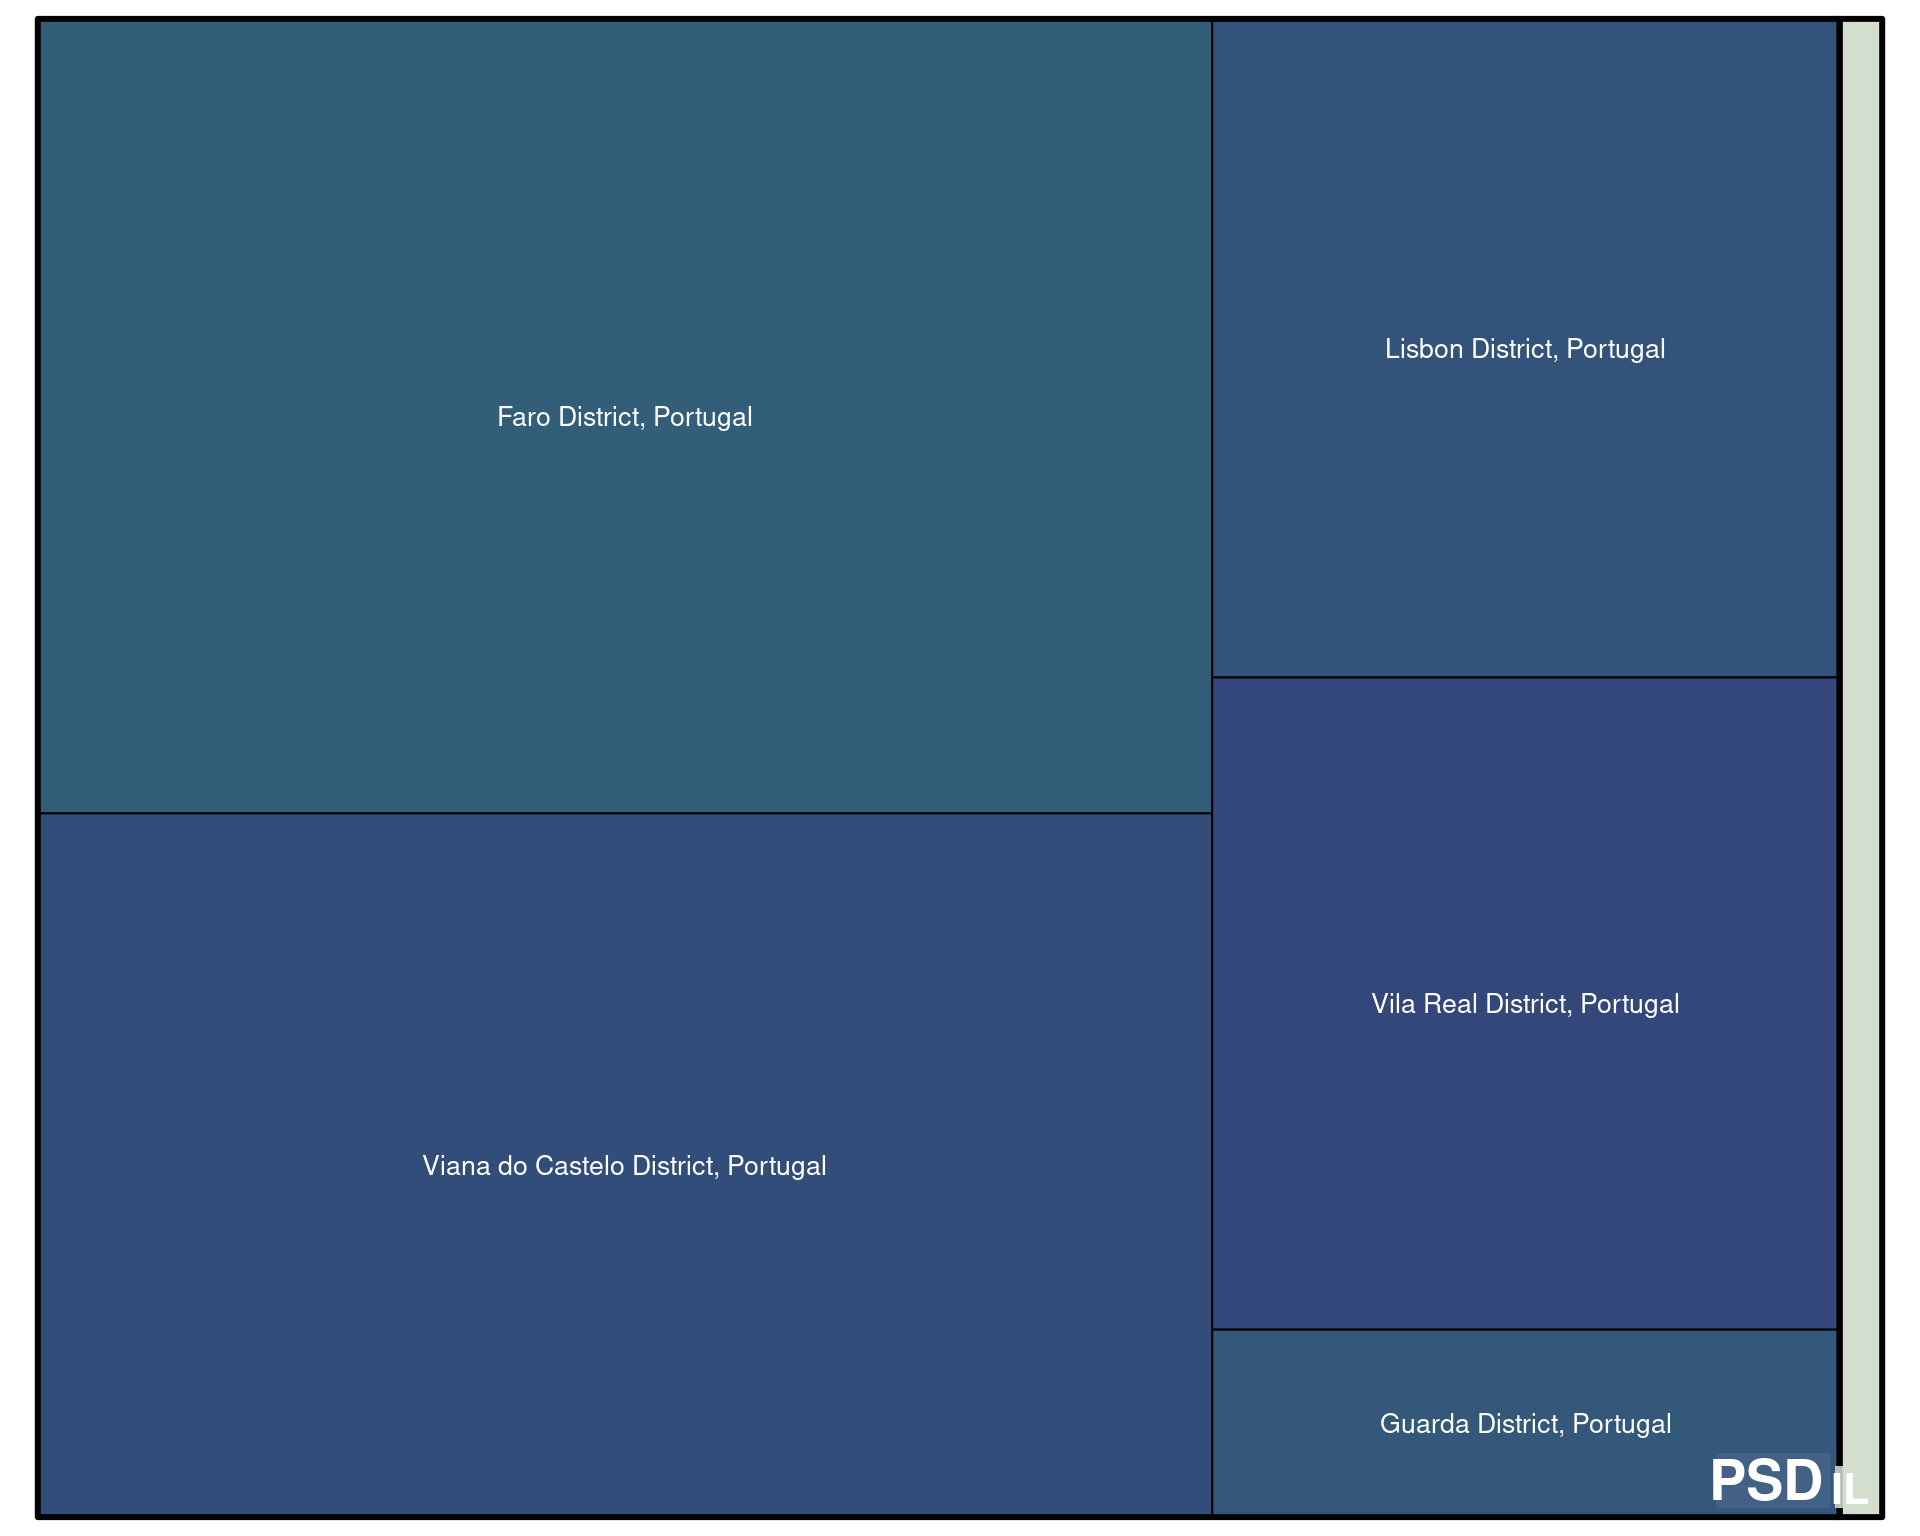 Faro District, Portugal
Lisbon District, Portugal
Viana do Castelo District, Portugal
Vila Real District, Portugal
Guarda District, Portugal
PSD
IL